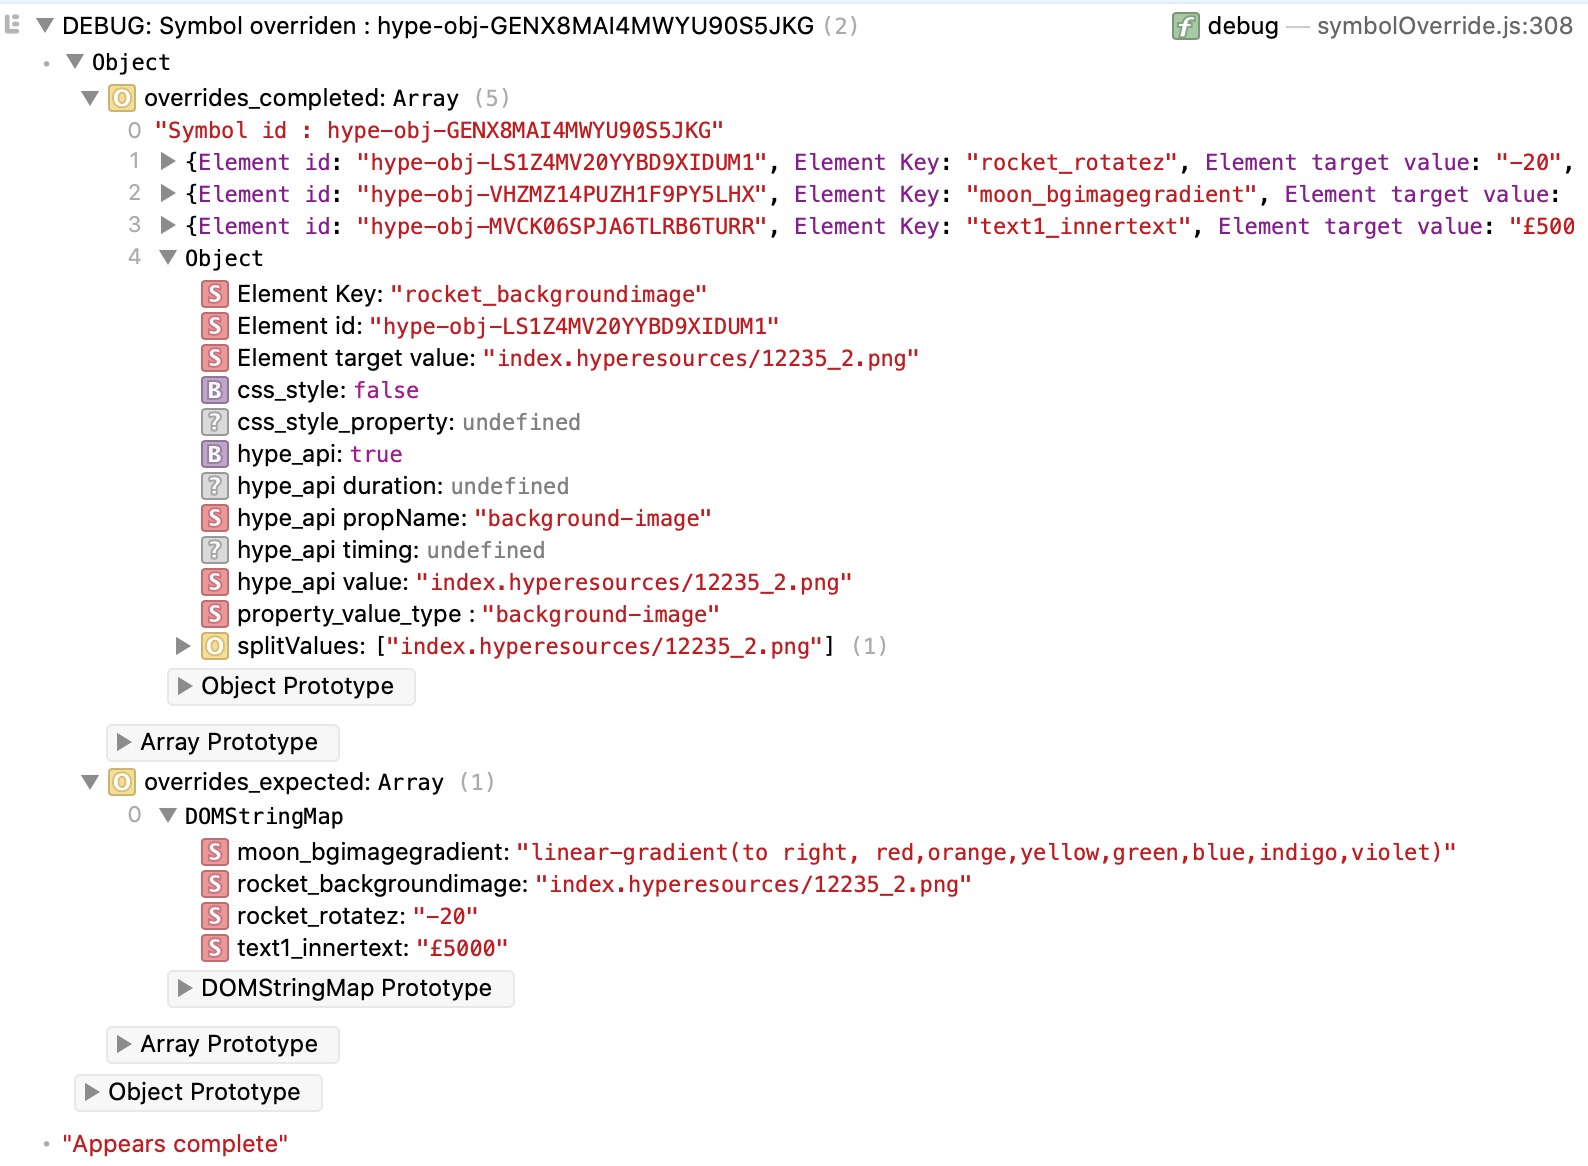 DEBUG: Symbol overriden : hype-obj-GENX8MAI4MWYU90S5JKG (2) f debug — symbolOverride.js:308
Object
O overrides_completed: Array (5)
0 "Symbol id : hype-obj-GENX8MAI4MWYU90S5JKG"
1 {Element id: "hype-obj-LS1Z4MV20YYBD9XIDUM1", Element Key: "rocket_rotatez", Element target value: "-20",
2 {Element id: "hype-obj-VHZMZ14PUZH1F9PY5LHX", Element Key: "moon_bgimagegradient", Element target value:
3 {Element id: "hype-obj-MVCK06SPJA6TLRB6TURR", Element Key: "text1_innertext", Element target value: "£500
4 Object
S Element Key: "rocket_backgroundimage"
S Element id: "hype-obj-LS1Z4MV20YYBD9XIDUM1"
S Element target value: "index.hyperesources/12235_2.png"
B css_style: false
? css_style_property: undefined
B hype_api: true
? hype_api duration: undefined
S hype_api propName: "background-image"
? hype_api timing: undefined
S hype_api value: "index.hyperesources/12235_2.png"
S property_value_type : "background-image"
O splitValues: ["index.hyperesources/12235_2.png"] (1)
Object Prototype
Array Prototype
O overrides_expected: Array (1)
0 DOMStringMap
S moon_bgimagegradient: "linear-gradient(to right, red,orange,yellow,green,blue,indigo,violet)"
S rocket_backgroundimage: "index.hyperesources/12235_2.png"
S rocket_rotatez: "-20"
S text1_innertext: "£5000"
DOMStringMap Prototype
Array Prototype
Object Prototype
"Appears complete"